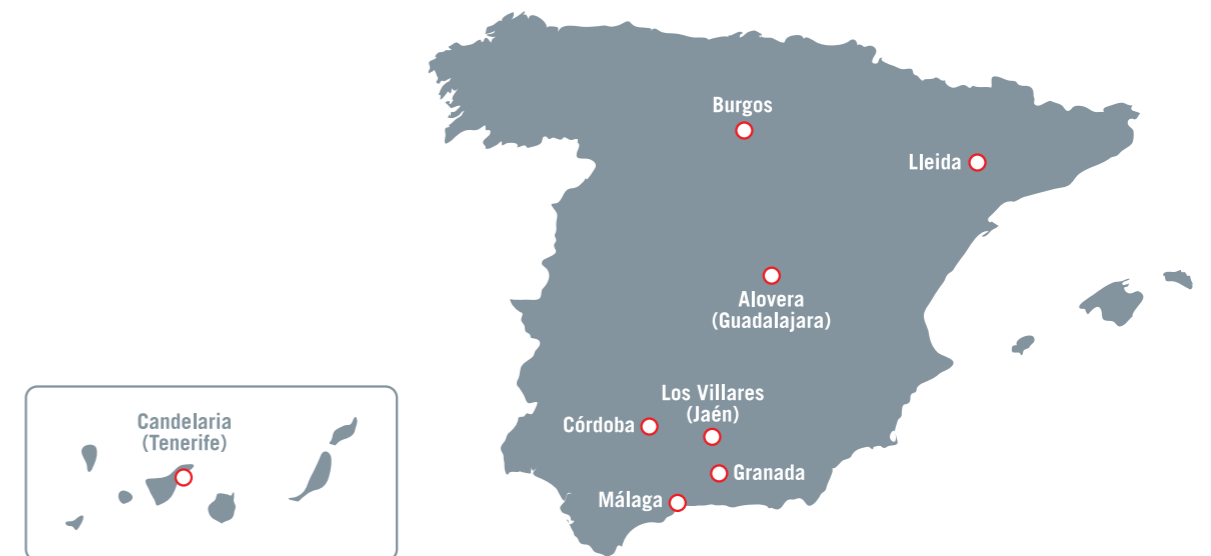 Burgos
Lleida
Alovera
(Guadalajara)
Los Villares
(Jaén)
Córdoba
Granada
Málaga
Candelaria
(Tenerife)